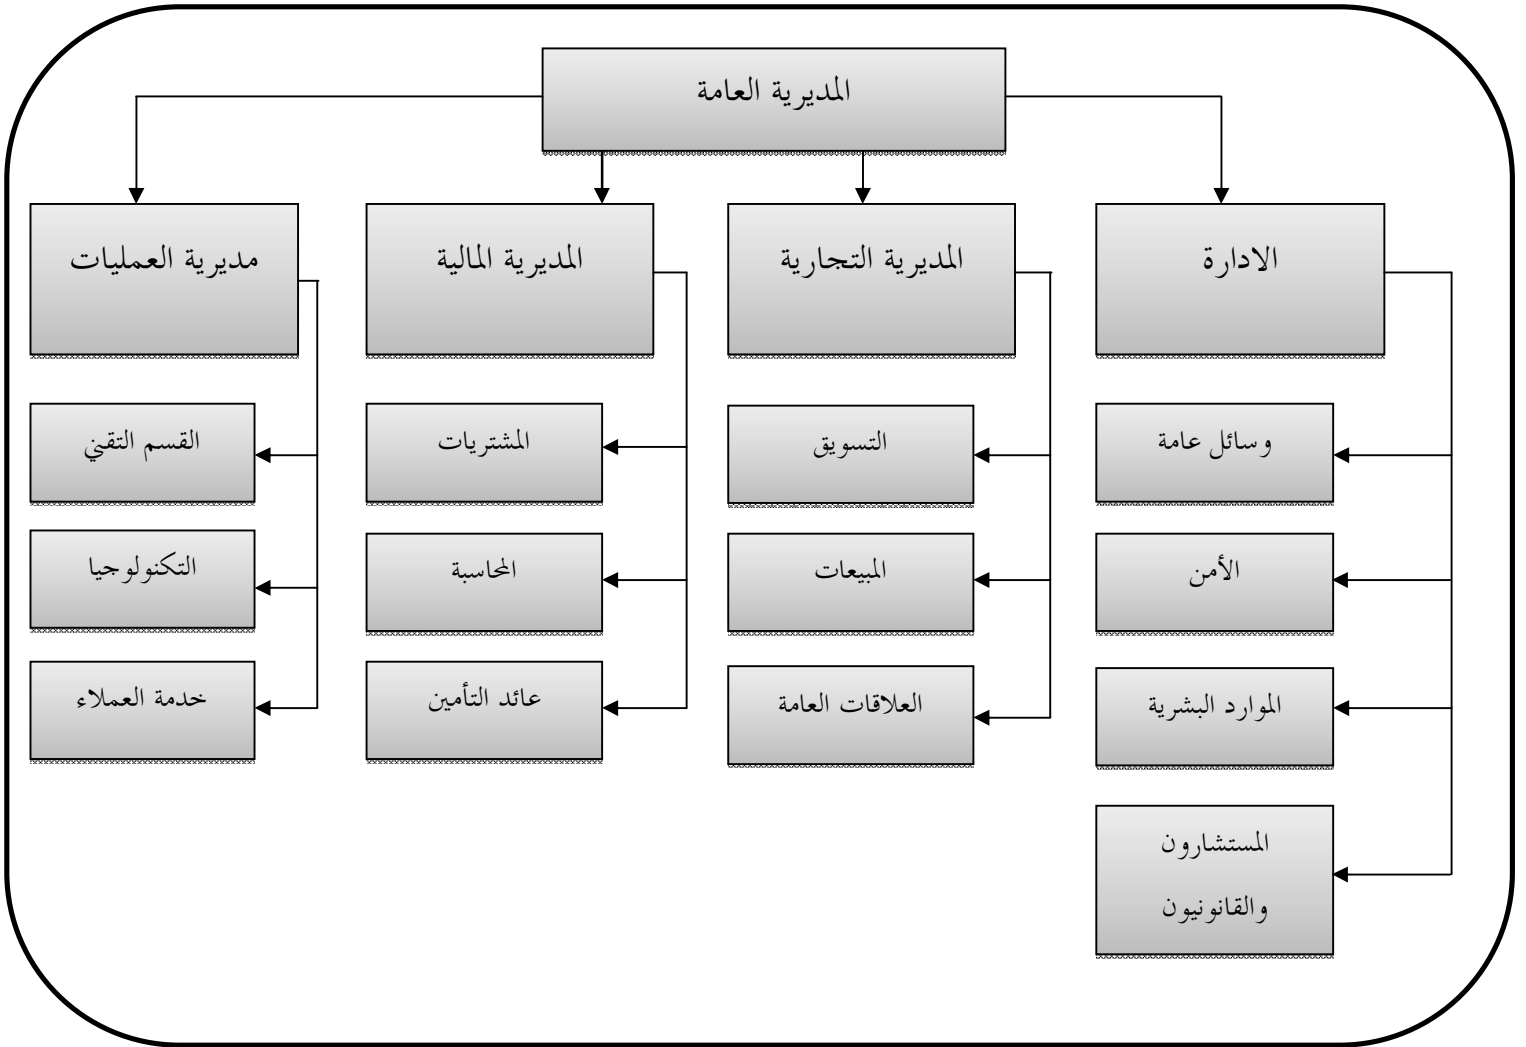 المديرية العامة
الادارة
المديرية التجارية
المديرية المالية
مديرية العمليات
وسائل عامة
التسويق
المشتريات
القسم التقني
الأمن
المبيعات
المحاسبة
التكنولوجيا
الموارد البشرية
العلاقات العامة
عائد التأمين
خدمة العملاء
المستشارون
والقانونيون